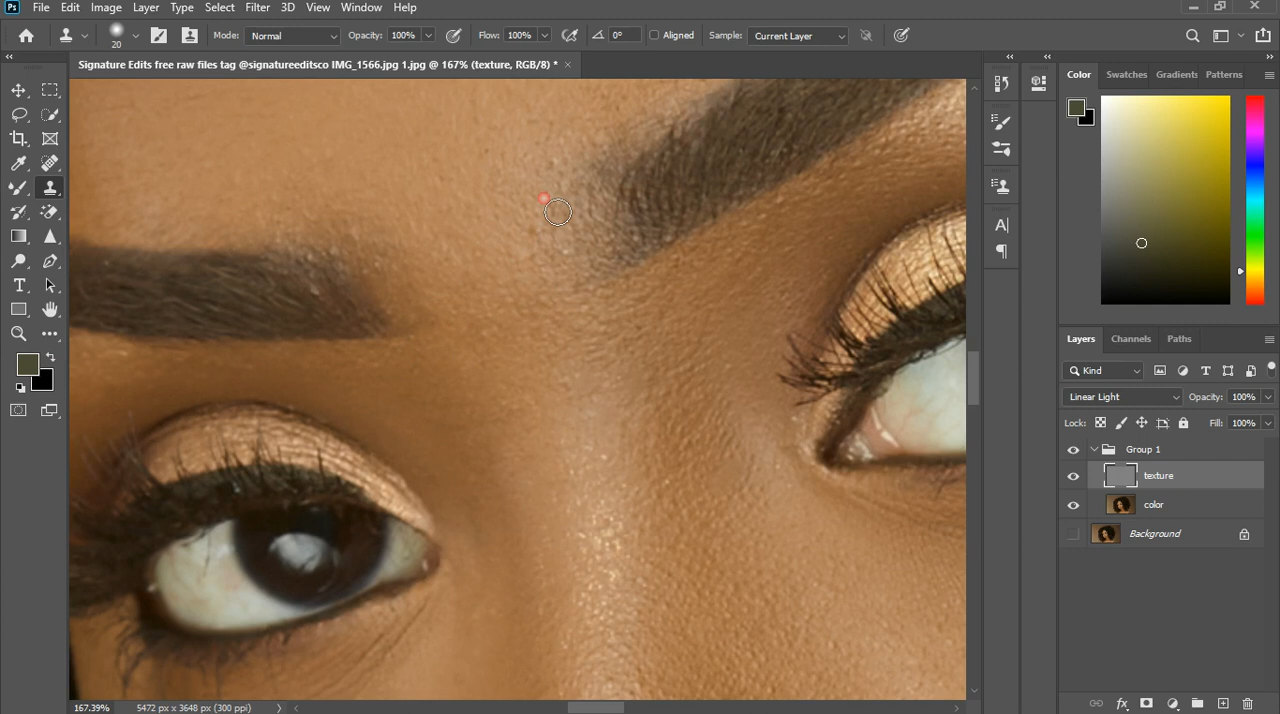 Ps File Edit Image Layer Type Select Filter 3D View Window Help
20 Mode: Normal Opacity: 100% Flow: 100% 0° Aligned Sample: Current Layer
Signature Edits free raw files tag @signatureeditsco IMG_1566.jpg 1.jpg @ 167% (texture, RGB/8) * ×
Color Swatches Gradients Patterns
Layers Channels Paths
Kind
Linear Light Opacity: 100%
Lock: Fill: 100%
Group 1
texture
color
Background
167.39% 5472 px x 3648 px (300 ppi)